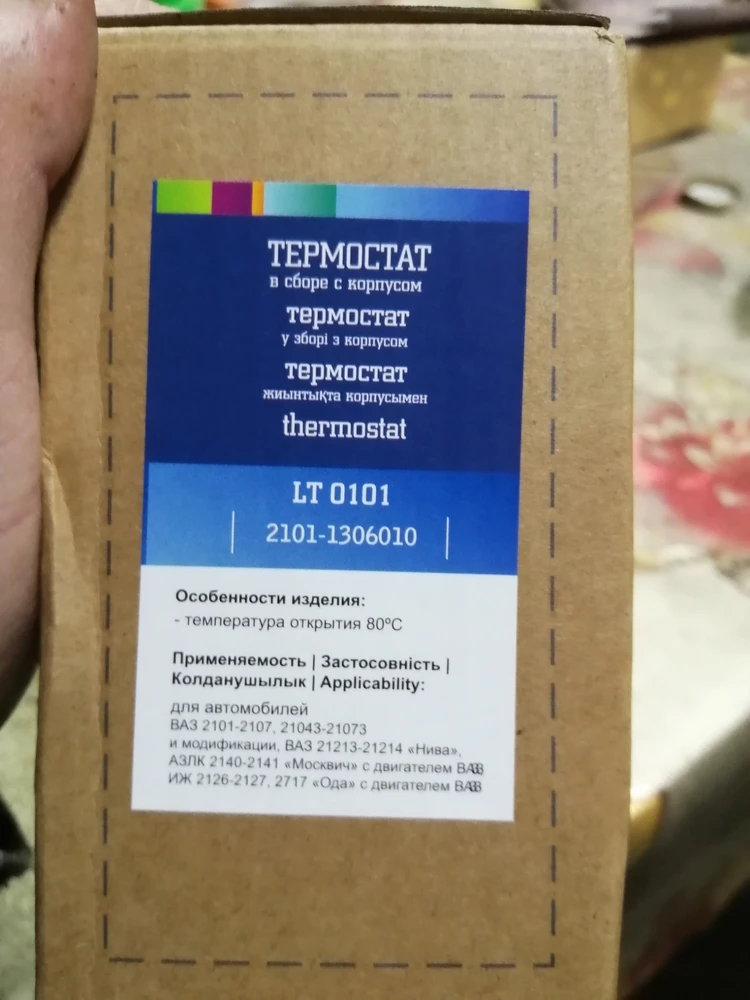 ТЕРМОСТАТ
в сборе с корпусом
термостат
у зборі з корпусом
термостат
жиынтықта корпусымен
thermostat
LT 0101
2101-1306010
Особенности изделия:
- температура открытия 80ºС
Применяемость | Застосовність |
Колданушылык | Applicability:
для автомобилей
ВАЗ 2101-2107, 21043-21073
и модификации, ВАЗ 21213-21214 «Нива»,
АЗЛК 2140-2141 «Москвич» с двигателем ВАЗ
ИЖ 2126-2127, 2717 «Ода» с двигателем ВАЗ